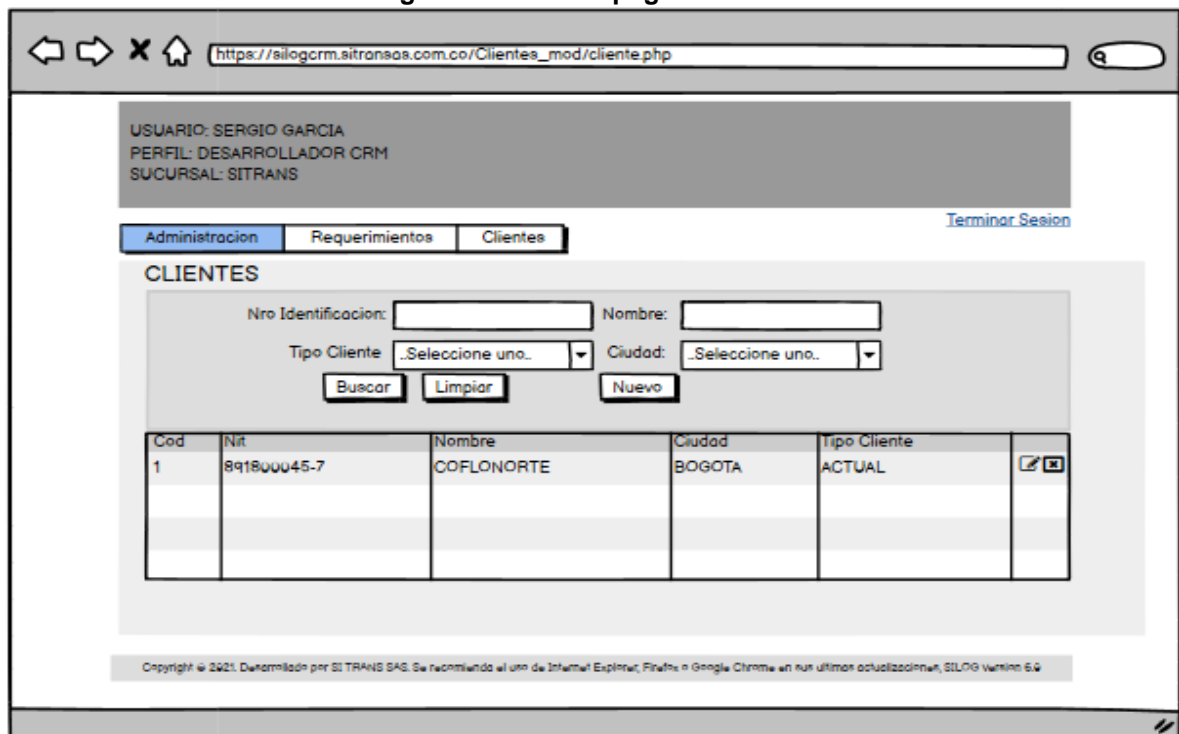 https://silogcrm.sitransas.com.co/Clientes_mod/cliente.php
USUARIO: SERGIO GARCIA
PERFIL: DESARROLLADOR CRM
SUCURSAL: SITRANS
Terminar Sesion
Administracion Requerimientos Clientes
CLIENTES
Nro Identificacion: Nombre:
Tipo Cliente ..Seleccione uno.. Ciudad: ..Seleccione uno..
Buscar Limpiar Nuevo
Cod Nit Nombre Ciudad Tipo Cliente
1 891800045-7 COFLONORTE BOGOTA ACTUAL
Copyright © 2021. Desarrollado por SI TRANS SAS. Se recomienda el uso de Internet Explorer, Firefox o Google Chrome en sus ultimas actualizaciones, SILOG version 6.0